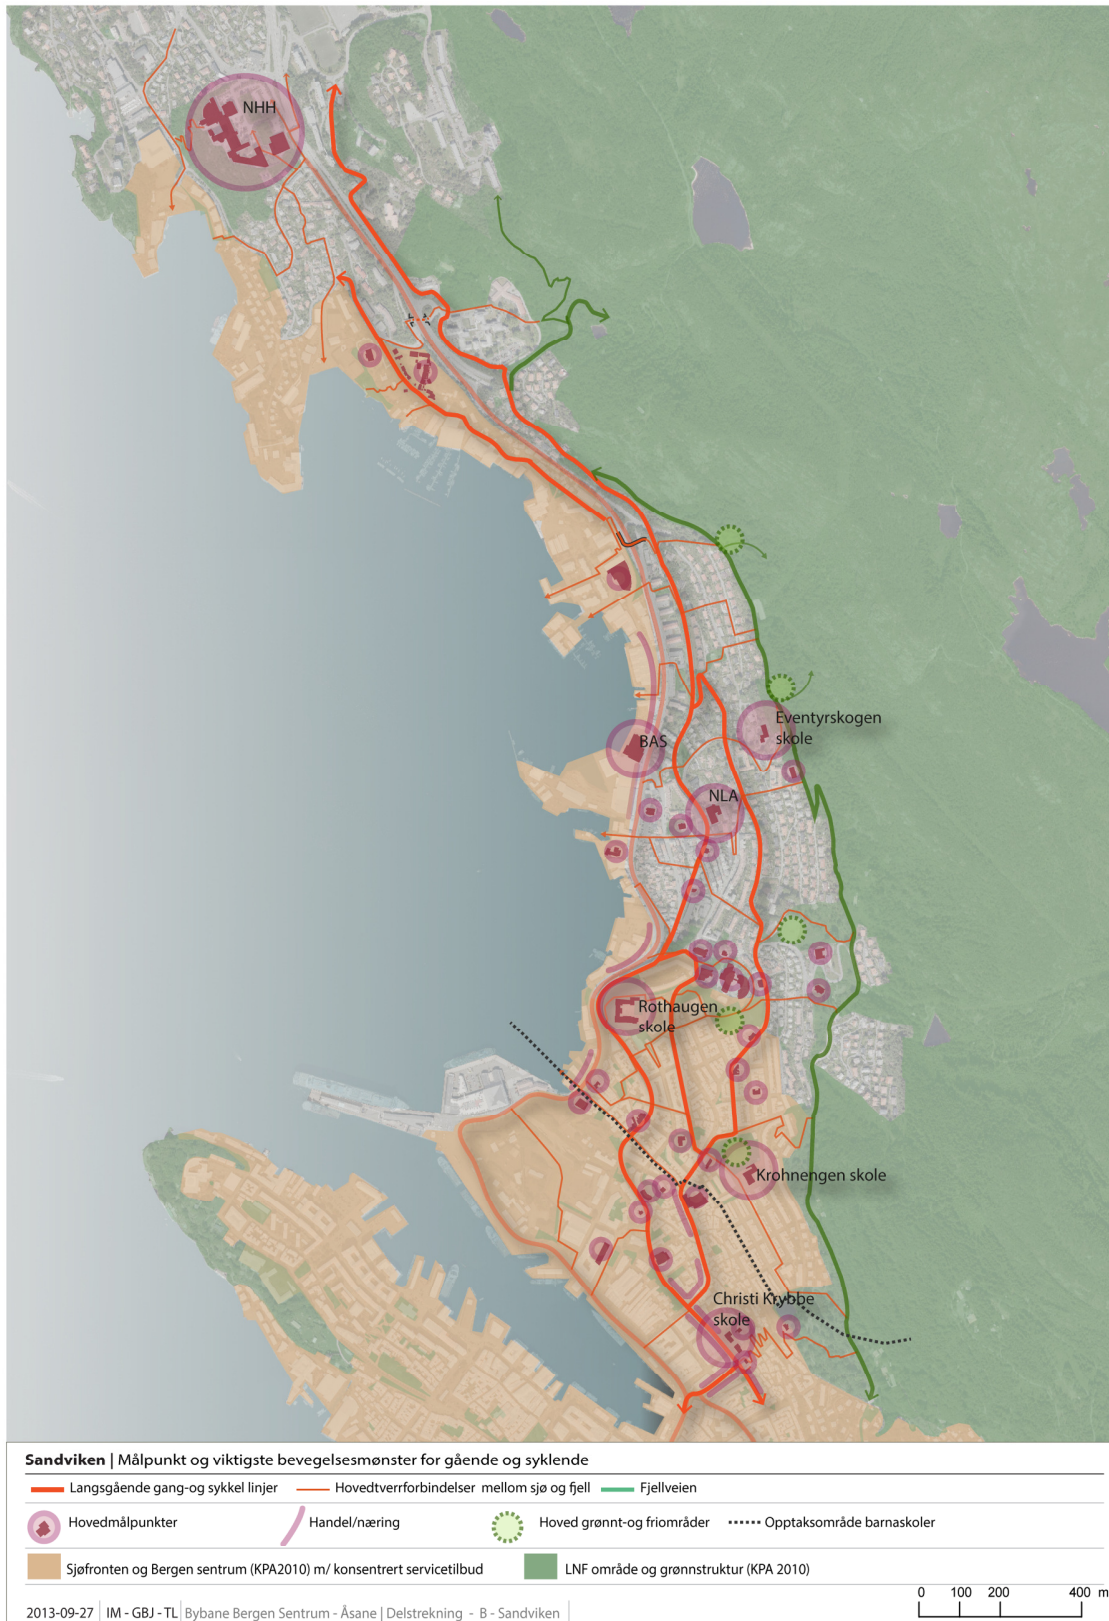 NHH
Eventyrskogen
skole
BAS
NLA
Rothaugen
skole
Krohnengen skole
Christi Krybbe
skole
Sandviken | Målpunkt og viktigste bevegelsesmønster for gående og syklende
Langsgående gang-og sykkel linjer Hovedtverrforbindelser mellom sjø og fjell Fjellveien
Hovedmålpunkter Handel/næring Hoved grønnt-og friområder Opptaksområde barnaskoler
Sjøfronten og Bergen sentrum (KPA2010) m/ konsentrert servicetilbud LNF område og grønnstruktur (KPA 2010)
0 100 200 400 m
2013-09-27 | IM - GBJ - TL | Bybane Bergen Sentrum - Åsane | Delstrekning - B - Sandviken |